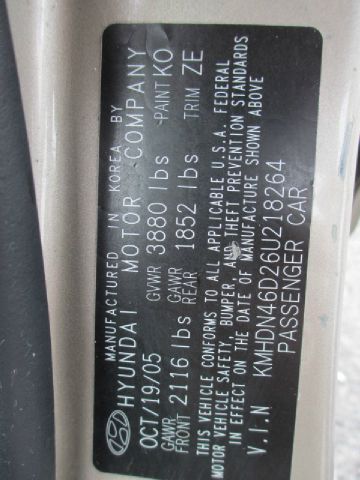 MANUFACTURED IN KOREA BY
HYUNDAI MOTOR COMPANY
OCT/19/05 GVWR 3880 lbs PAINT KO
GAWR FRONT 2116 lbs GAWR REAR 1852 lbs TRIM ZE
THIS VEHICLE CONFORMS TO ALL APPLICABLE U.S.A. FEDERAL
MOTOR VEHICLE SAFETY, BUMPER, AND THEFT PREVENTION STANDARDS
IN EFFECT ON THE DATE OF MANUFACTURE SHOWN ABOVE
V.I.N KMHDN46D26U218264
PASSENGER CAR